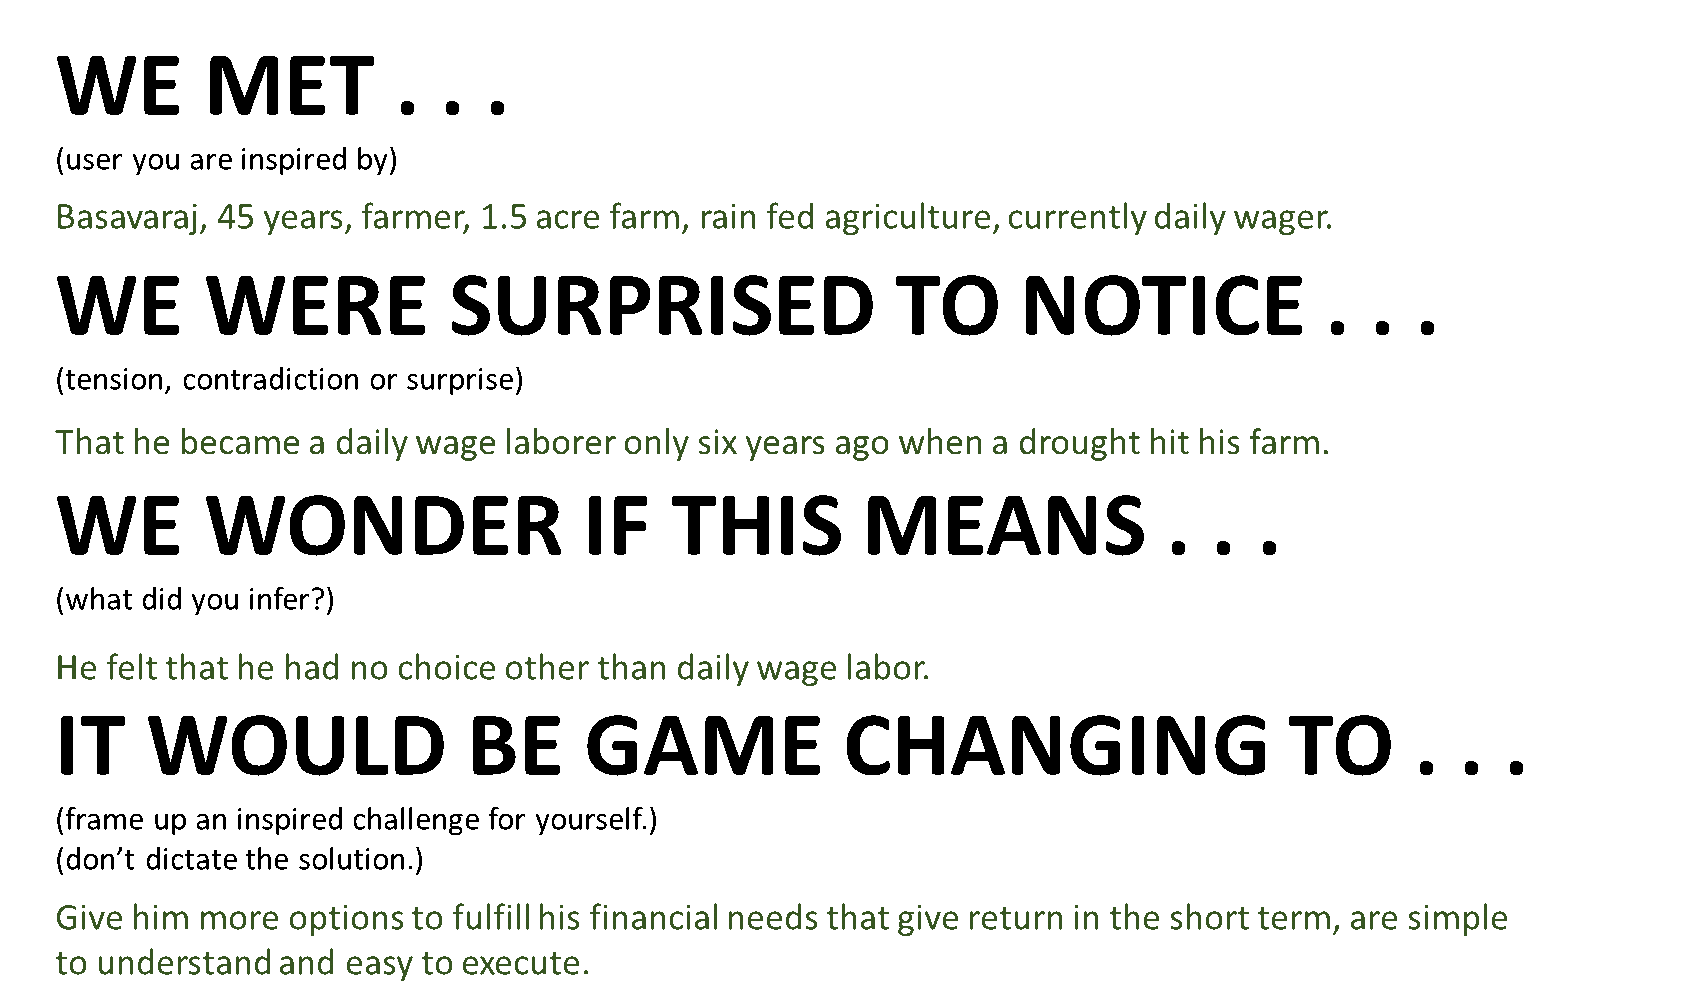 WE MET . . .
(user you are inspired by)
Basavaraj, 45 years, farmer, 1.5 acre farm, rain fed agriculture, currently daily wager.
WE WERE SURPRISED TO NOTICE . . .
(tension, contradiction or surprise)
That he became a daily wage laborer only six years ago when a drought hit his farm.
WE WONDER IF THIS MEANS . . .
(what did you infer?)
He felt that he had no choice other than daily wage labor.
IT WOULD BE GAME CHANGING TO . . .
(frame up an inspired challenge for yourself.)
(don’t dictate the solution.)
Give him more options to fulfill his financial needs that give return in the short term, are simple
to understand and easy to execute.